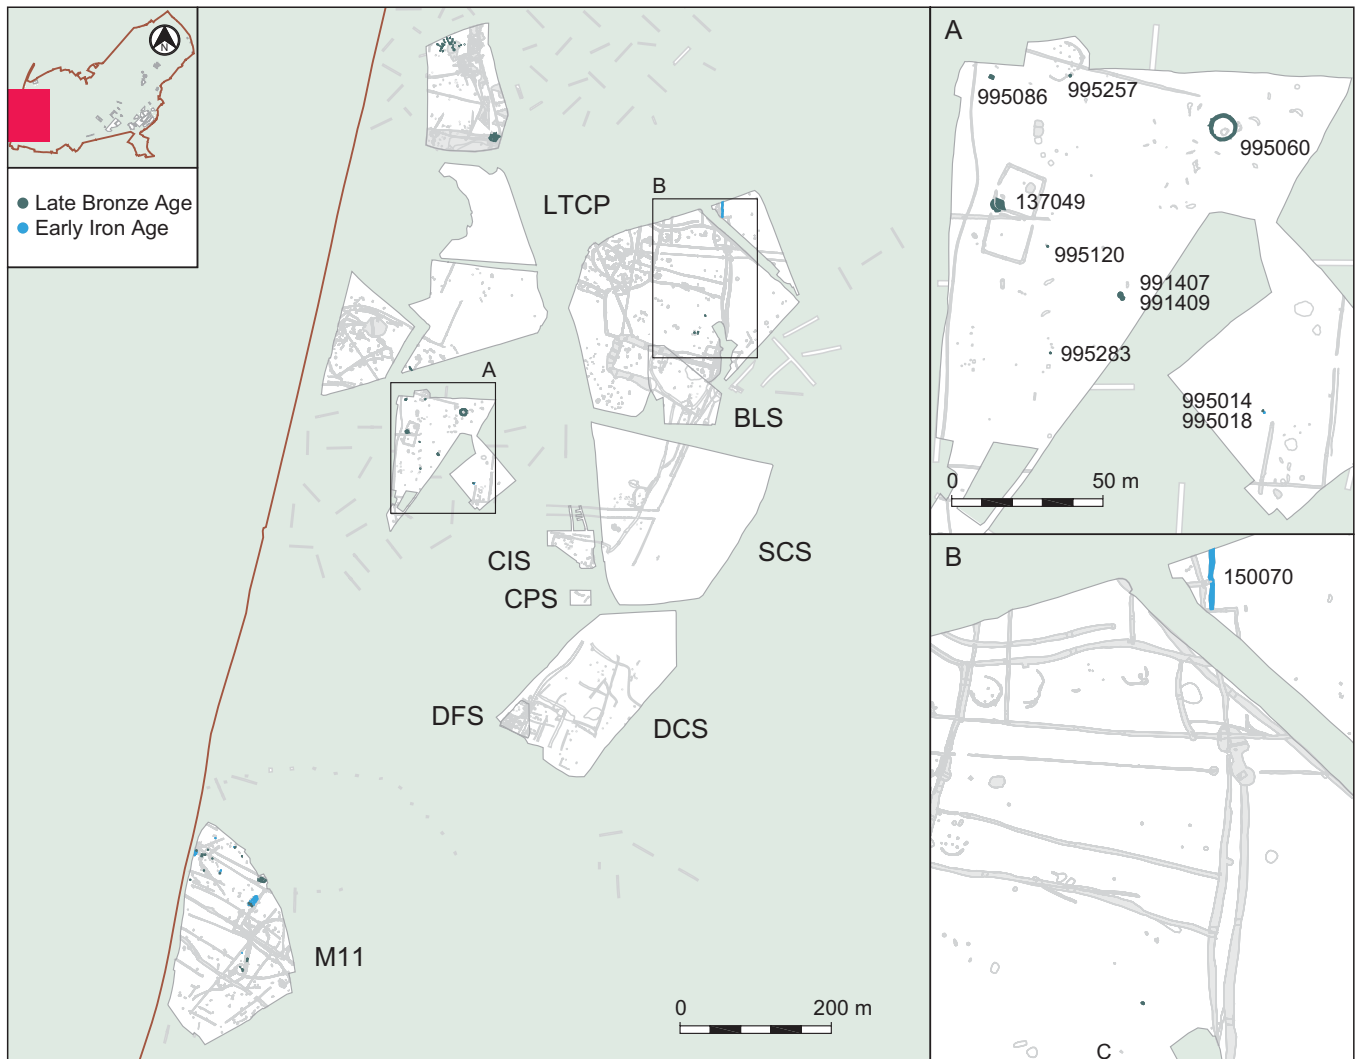 N
Late Bronze Age
Early Iron Age
LTCP
B
A
BLS
CIS
SCS
CPS
DFS
DCS
M11
0 200 m
A
995086
995257
995060
137049
995120
991407
991409
995283
995014
995018
0 50 m
B
150070
C